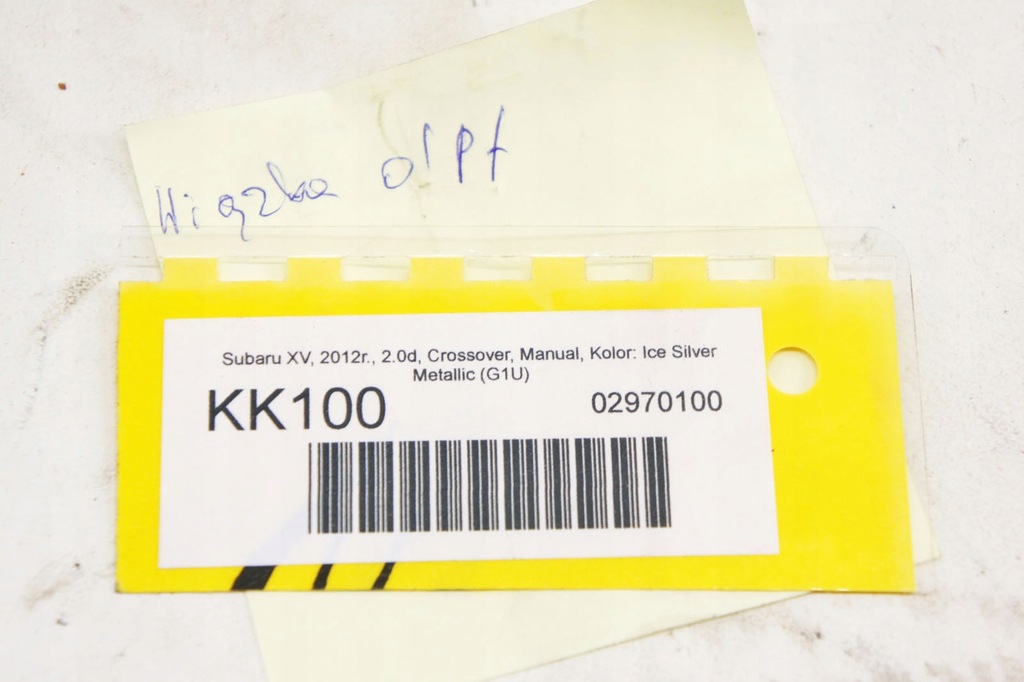 Wiązka dpf
Subaru XV, 2012r., 2.0d, Crossover, Manual, Kolor: Ice Silver
Metallic (G1U)
KK100 02970100